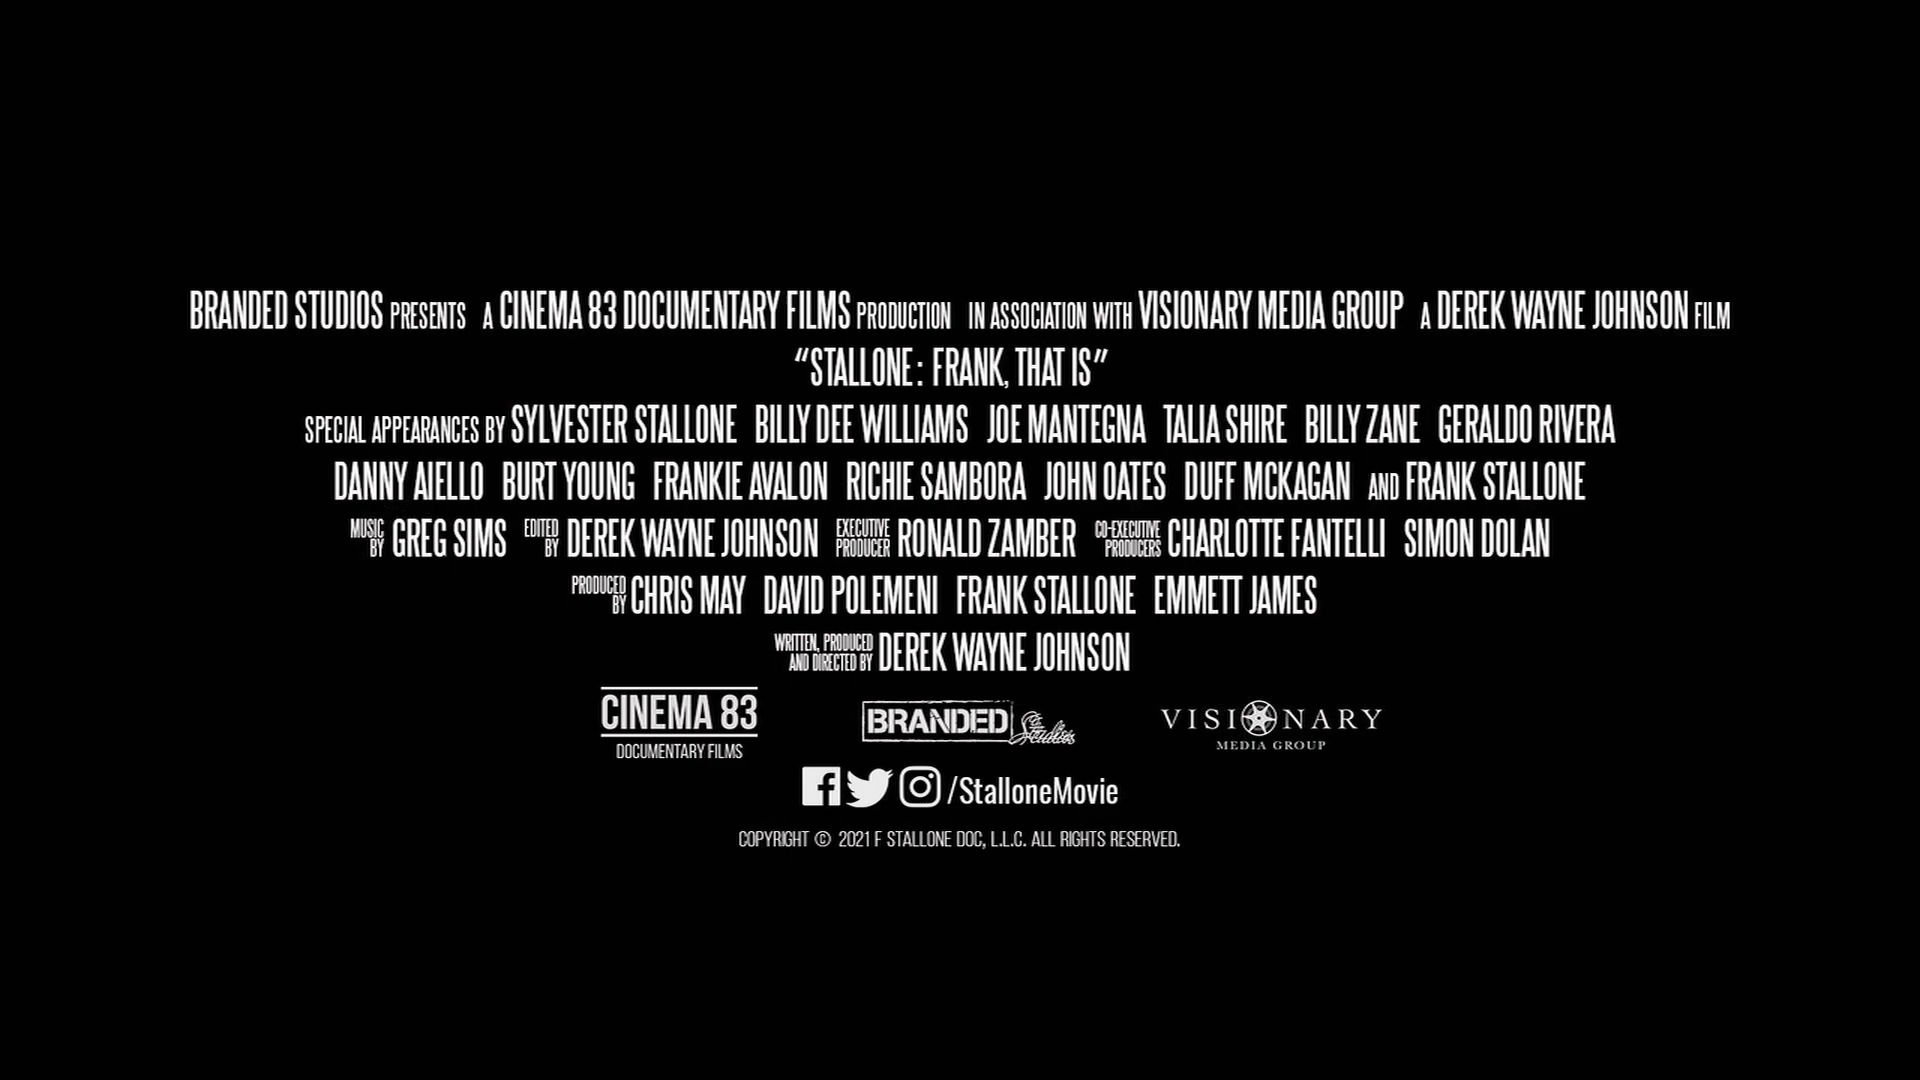 BRANDED STUDIOS PRESENTS A CINEMA 83 DOCUMENTARY FILMS PRODUCTION IN ASSOCIATION WITH VISIONARY MEDIA GROUP A DEREK WAYNE JOHNSON FILM
“STALLONE: FRANK, THAT IS”
SPECIAL APPEARANCES BY SYLVESTER STALLONE BILLY DEE WILLIAMS JOE MANTEGNA TALIA SHIRE BILLY ZANE GERALDO RIVERA
DANNY AIELLO BURT YOUNG FRANKIE AVALON RICHIE SAMBORA JOHN OATES DUFF MCKAGAN AND FRANK STALLONE
MUSIC BY GREG SIMS EDITED BY DEREK WAYNE JOHNSON EXECUTIVE PRODUCER RONALD ZAMBER CO-EXECUTIVE PRODUCERS CHARLOTTE FANTELLI SIMON DOLAN
PRODUCED BY CHRIS MAY DAVID POLEMENI FRANK STALLONE EMMETT JAMES
WRITTEN, PRODUCED AND DIRECTED BY DEREK WAYNE JOHNSON
CINEMA 83 DOCUMENTARY FILMS
BRANDED Studios
VISIONARY MEDIA GROUP
/StalloneMovie
COPYRIGHT © 2021 F STALLONE DOC, L.L.C. ALL RIGHTS RESERVED.